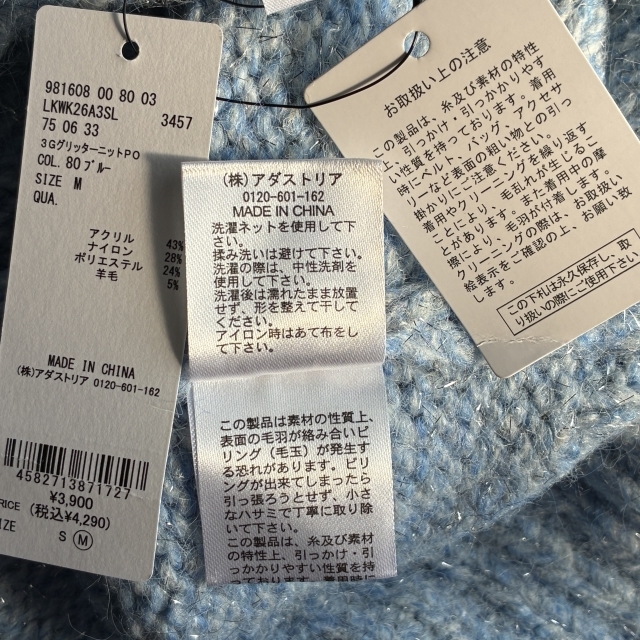 981608 00 80 03
LKWK26A3SL 3457
75 06 33
3GグリッターニットPO
COL. 80ブルー
SIZE M
QUA.
アクリル 43%
ナイロン 28%
ポリエステル 24%
羊毛 5%
MADE IN CHINA
(株)アダストリア 0120-601-162
4582713871727
PRICE ¥3,900
(税込¥4,290)
SIZE S M
(株)アダストリア
0120-601-162
MADE IN CHINA
洗濯ネットを使用して下
さい。
揉み洗いは避けて下さい。
洗濯の際は、中性洗剤を
使用して下さい。
洗濯後は濡れたまま放置
せず、形を整えて干して
ください。
アイロン時はあて布をし
て下さい。
この製品は素材の性質上、
表面の毛羽が絡み合いピ
リング(毛玉)が発生す
る恐れがあります。ピリ
ングが出来てしまったら
引っ張ろうとせず、小さ
なハサミで丁寧に取り除
いて下さい。
この製品は、糸及び素材
の特性上、引っかけ・引っ
かかりやすい性質を持っ
ております。着用時に
お取扱い上の注意
この製品は、糸及び素材の特性
上、引っかけ・引っかかりやす
い性質を持っております。着用
時にベルト、バッグ、アクセサ
リーなど表面の粗い物との引っ
掛かりにご注意ください。
着用やクリーニングを繰り返す
ことにより、毛乱れが生じるこ
とがあります。また着用中の摩
擦により、毛羽が付着します。
クリーニングの際は、お取扱い
絵表示をご確認の上、お願い致
します。
この下札は永久保存し、取
り扱いの際にご使用下さい